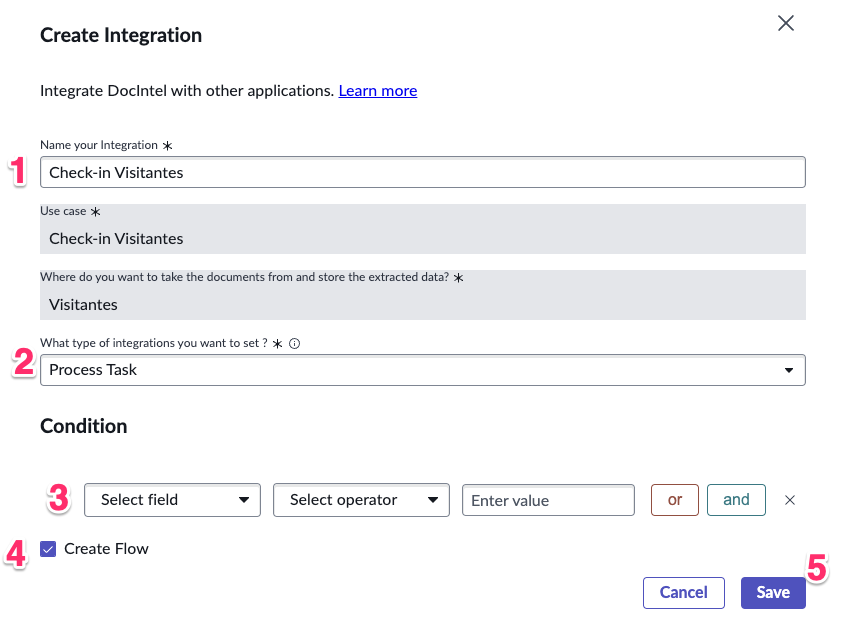 Create Integration
Integrate DocIntel with other applications. Learn more
Name your Integration *
1
Check-in Visitantes
Use case *
Check-in Visitantes
Where do you want to take the documents from and store the extracted data? *
Visitantes
What type of integrations you want to set ? *
2
Process Task
Condition
3 Select field Select operator Enter value or and
4 Create Flow
5
Cancel Save